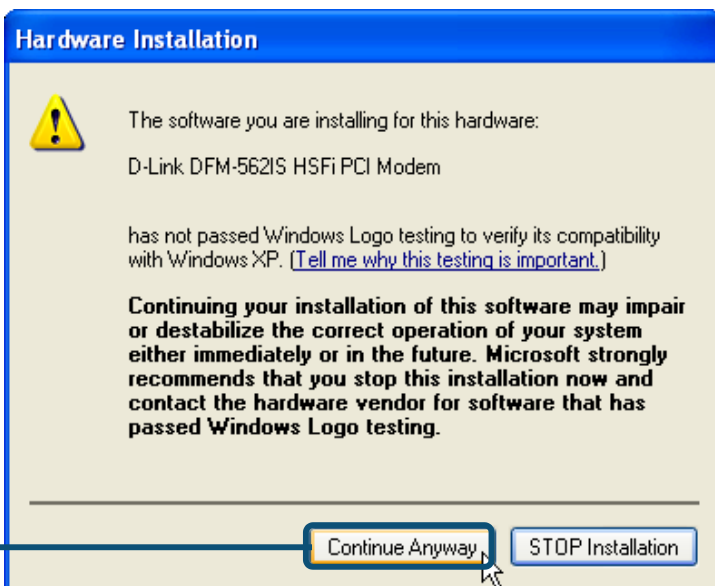 Hardware Installation
The software you are installing for this hardware:
D-Link DFM-562IS HSFi PCI Modem
has not passed Windows Logo testing to verify its compatibility
with Windows XP. (Tell me why this testing is important.)
Continuing your installation of this software may impair
or destabilize the correct operation of your system
either immediately or in the future. Microsoft strongly
recommends that you stop this installation now and
contact the hardware vendor for software that has
passed Windows Logo testing.
Continue Anyway
STOP Installation